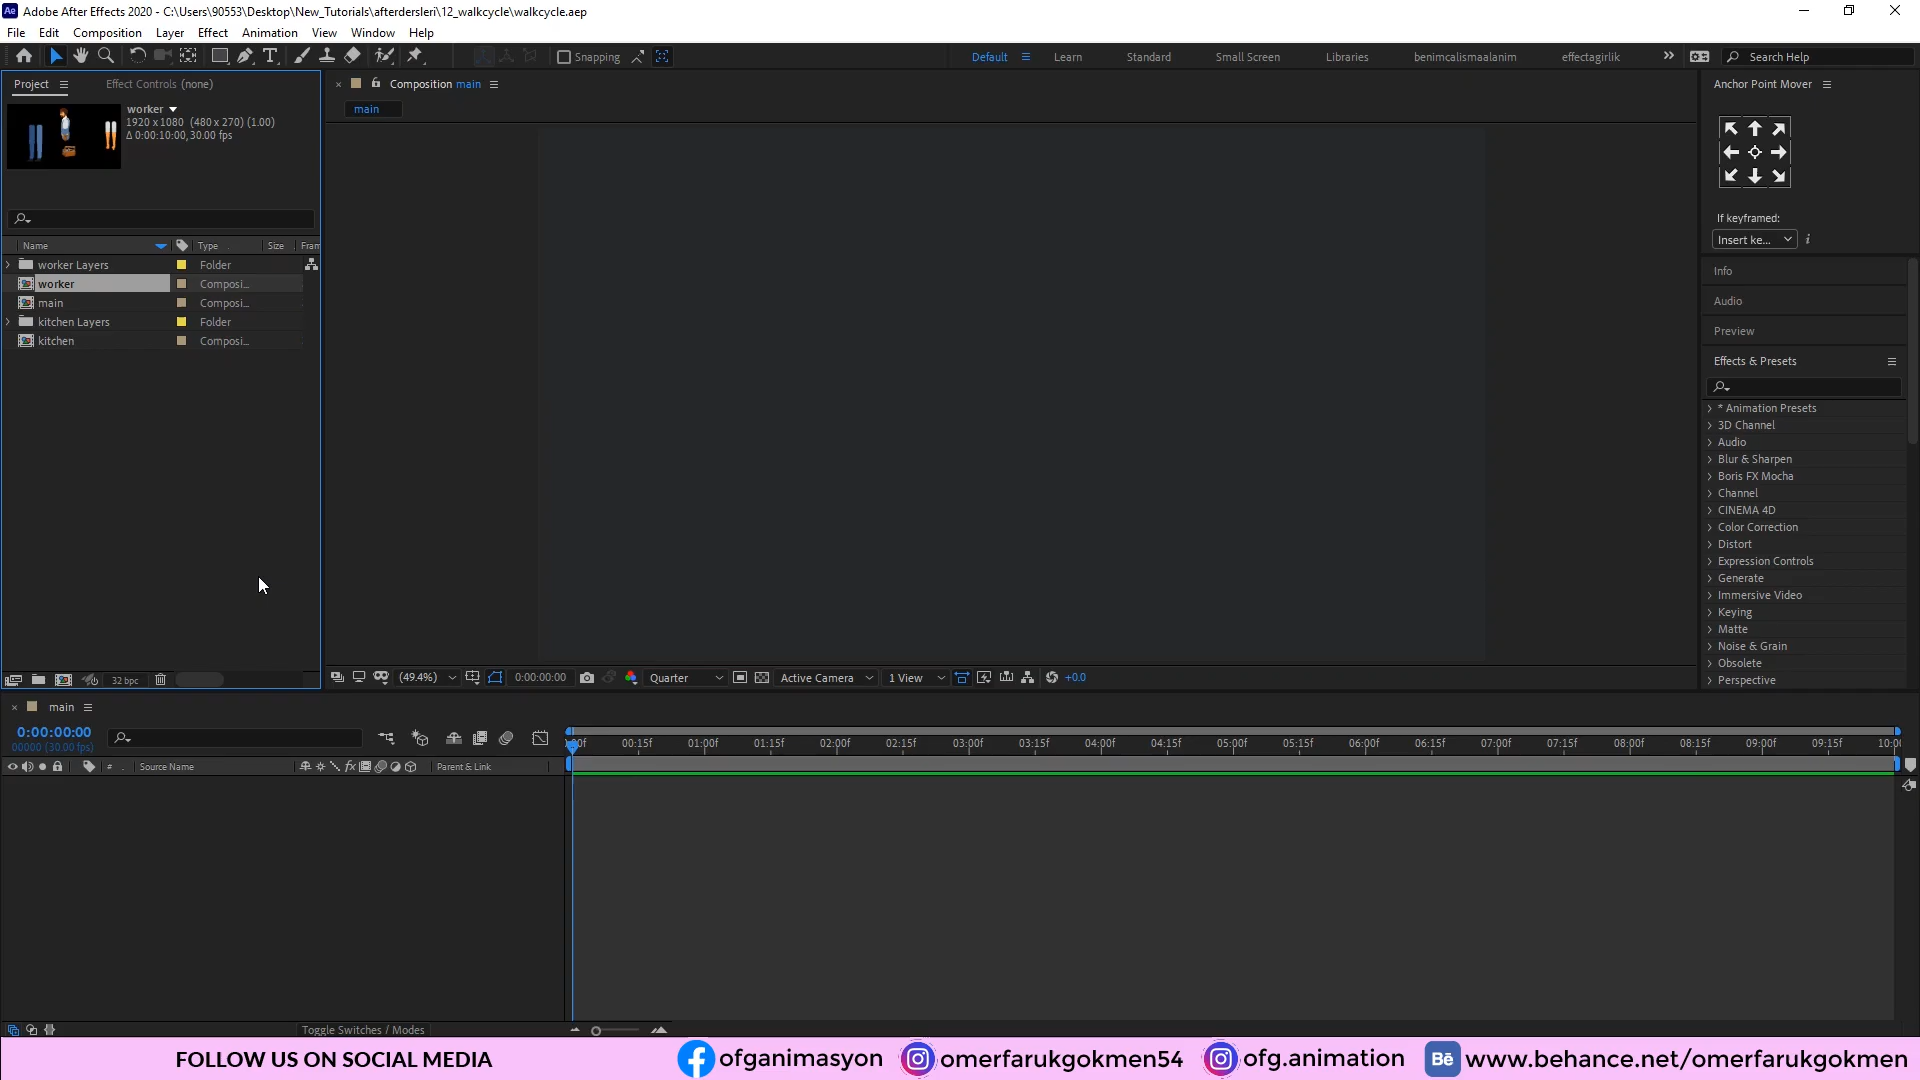 Adobe After Effects 2020 - C:\Users\90553\Desktop\New_Tutorials\afterdersleri\12_walkcycle\walkcycle.aep
File Edit Composition Layer Effect Animation View Window Help
Snapping
Default Learn Standard Small Screen Libraries benimcalismaalanim effectagirlik
Search Help
Project
Effect Controls (none)
worker
1920 x 1080 (480 x 270) (1.00)
Δ 0:00:10:00, 30.00 fps
Name Type Size Fram
worker Layers Folder
worker Composi...
main Composi...
kitchen Layers Folder
kitchen Composi...
32 bpc
Composition main
main
(49.4%) 0:00:00:00 Quarter Active Camera 1 View +0.0
Anchor Point Mover
If keyframed:
Insert ke...
Info
Audio
Preview
Effects & Presets
* Animation Presets
3D Channel
Audio
Blur & Sharpen
Boris FX Mocha
Channel
CINEMA 4D
Color Correction
Distort
Expression Controls
Generate
Immersive Video
Keying
Matte
Noise & Grain
Obsolete
Perspective
main
0:00:00:00
00000 (30.00 fps)
# . Source Name Parent & Link
00:15f 01:00f 01:15f 02:00f 02:15f 03:00f 03:15f 04:00f 04:15f 05:00f 05:15f 06:00f 06:15f 07:00f 07:15f 08:00f 08:15f 09:00f 09:15f 10:0
Toggle Switches / Modes
FOLLOW US ON SOCIAL MEDIA ofganimasyon omerfarukgokmen54 ofg.animation Bē www.behance.net/omerfarukgokmen